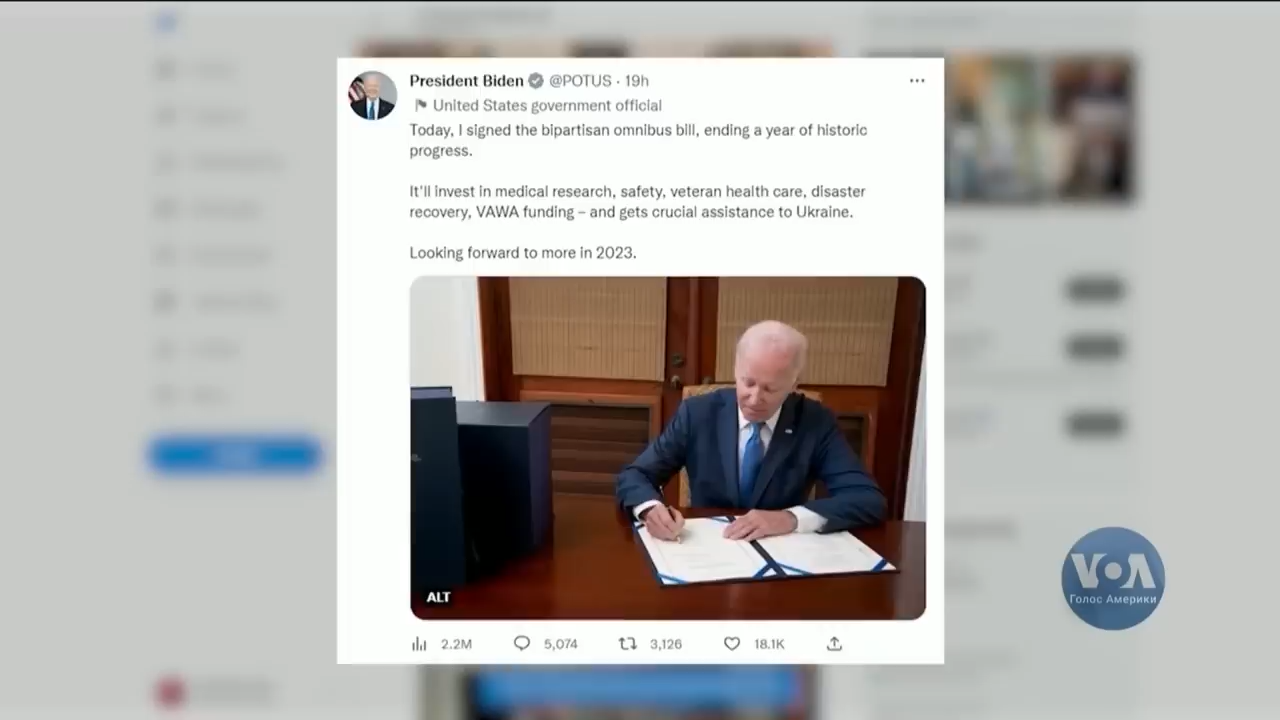 President Biden @POTUS · 19h
United States government official
Today, I signed the bipartisan omnibus bill, ending a year of historic
progress.
It'll invest in medical research, safety, veteran health care, disaster
recovery, VAWA funding – and gets crucial assistance to Ukraine.
Looking forward to more in 2023.
ALT
2.2M 5,074 3,126 18.1K
VOA
Голос Америки